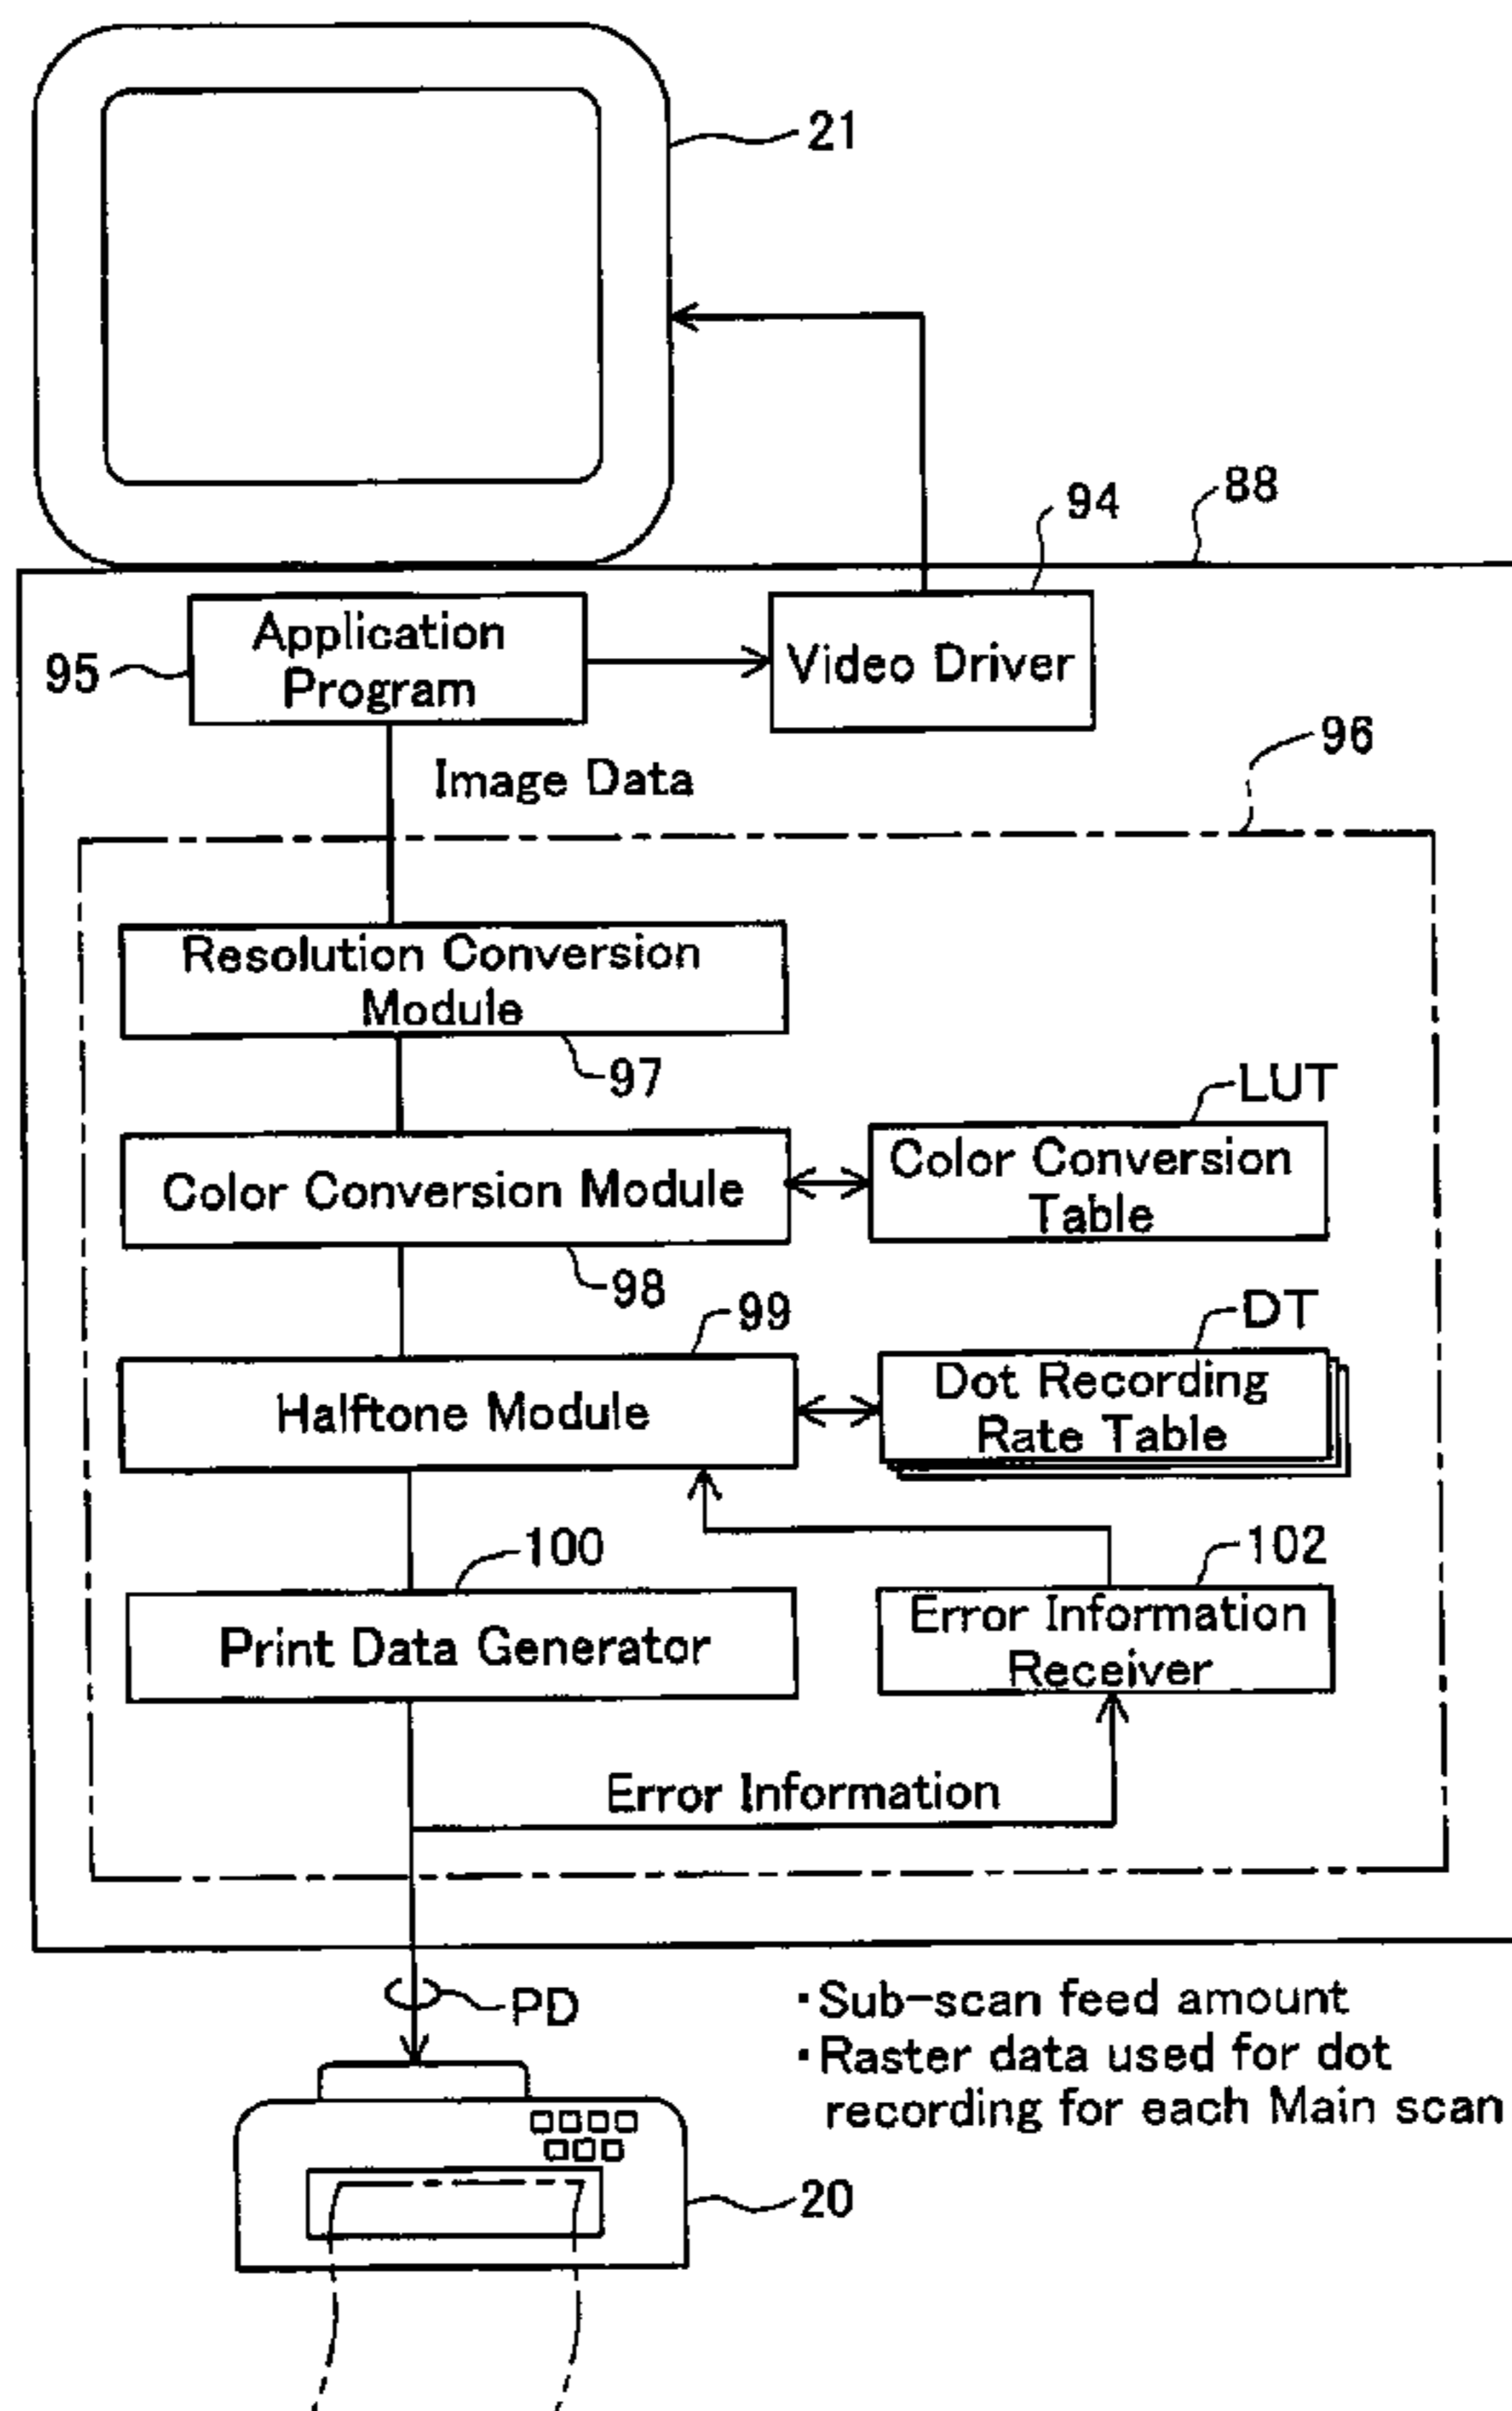 21
88
94
Application
Program
95
Video Driver
96
Image Data
Resolution Conversion
Module
97
LUT
Color Conversion Module
Color Conversion
Table
98
99
DT
Halftone Module
Dot Recording
Rate Table
100
102
Print Data Generator
Error Information
Receiver
Error Information
PD
・Sub-scan feed amount
・Raster data used for dot
recording for each Main scan
20